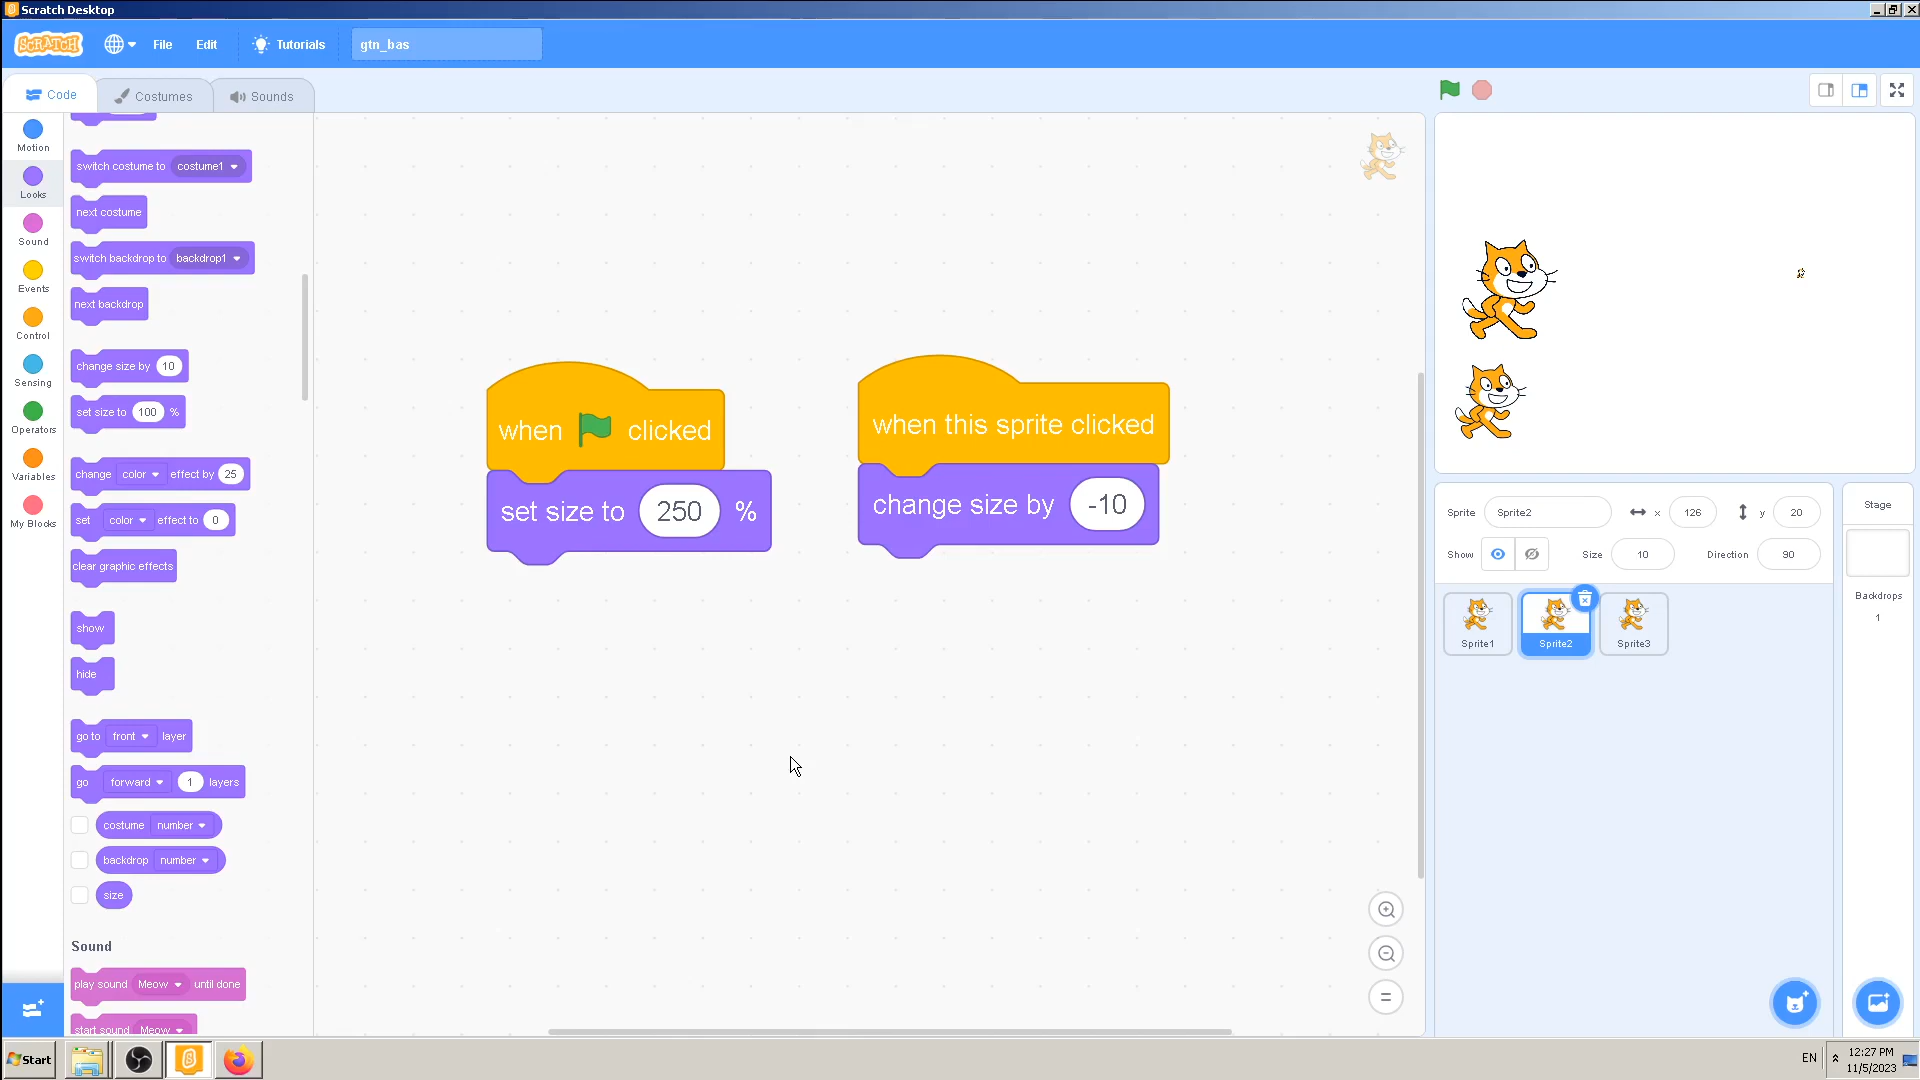 Scratch Desktop
SCRATCH File Edit Tutorials gtn_bas
Code Costumes Sounds
Motion
Looks
Sound
Events
Control
Sensing
Operators
Variables
My Blocks
switch costume to costume1
next costume
switch backdrop to backdrop1
next backdrop
change size by 10
set size to 100 %
change color effect by 25
set color effect to 0
clear graphic effects
show
hide
go to front layer
go forward 1 layers
costume number
backdrop number
size
Sound
play sound Meow until done
start sound Meow
when clicked
set size to 250 %
when this sprite clicked
change size by -10
Sprite Sprite2 x 126 y 20
Show Size 10 Direction 90
Sprite1 Sprite2 Sprite3
Stage
Backdrops
1
Start
EN
12:27 PM
11/5/2023